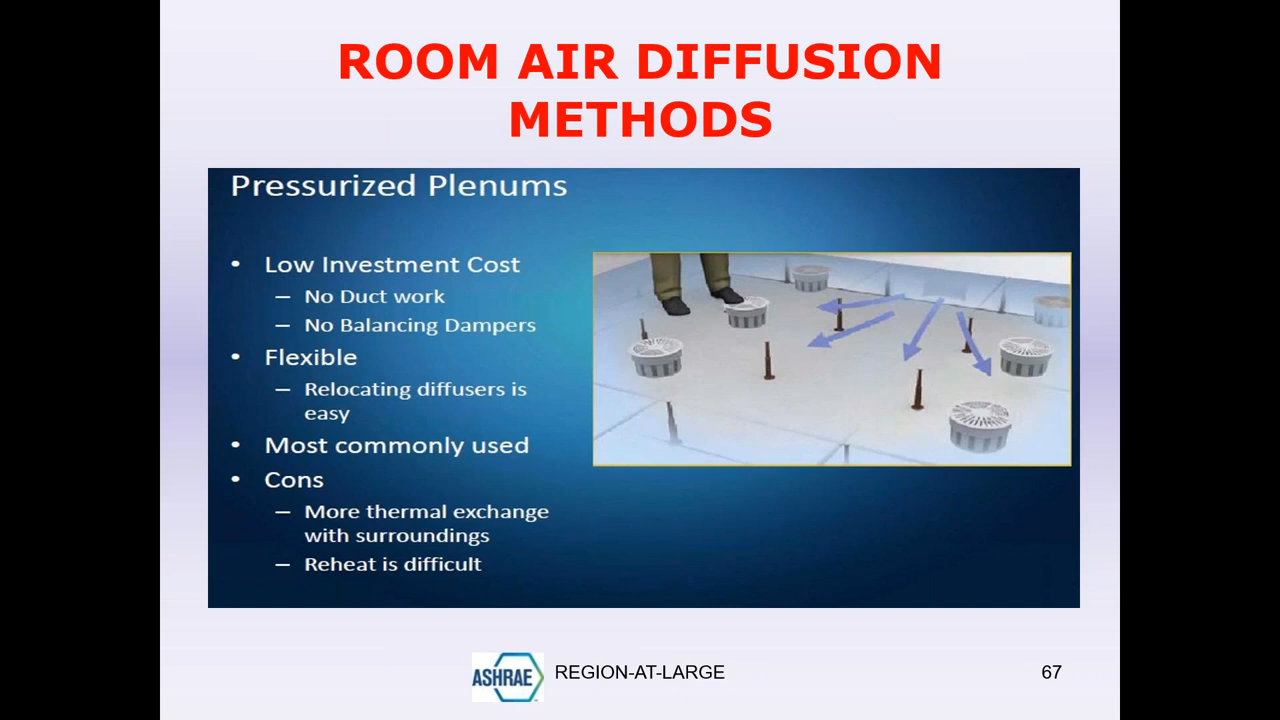 ROOM AIR DIFFUSION
METHODS
Pressurized Plenums
• Low Investment Cost
– No Duct work
– No Balancing Dampers
• Flexible
– Relocating diffusers is
easy
• Most commonly used
• Cons
– More thermal exchange
with surroundings
– Reheat is difficult
ASHRAE REGION-AT-LARGE 67